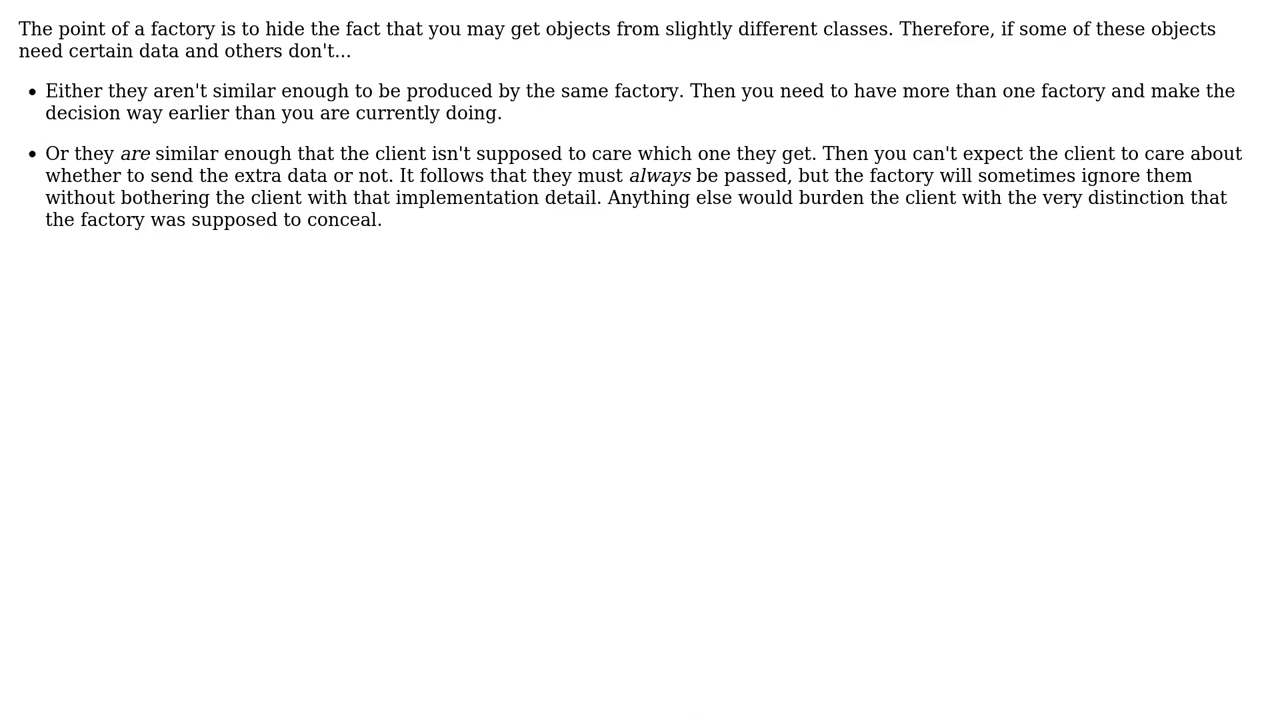 The point of a factory is to hide the fact that you may get objects from slightly different classes. Therefore, if some of these objects
need certain data and others don't...
• Either they aren't similar enough to be produced by the same factory. Then you need to have more than one factory and make the
decision way earlier than you are currently doing.
• Or they are similar enough that the client isn't supposed to care which one they get. Then you can't expect the client to care about
whether to send the extra data or not. It follows that they must always be passed, but the factory will sometimes ignore them
without bothering the client with that implementation detail. Anything else would burden the client with the very distinction that
the factory was supposed to conceal.